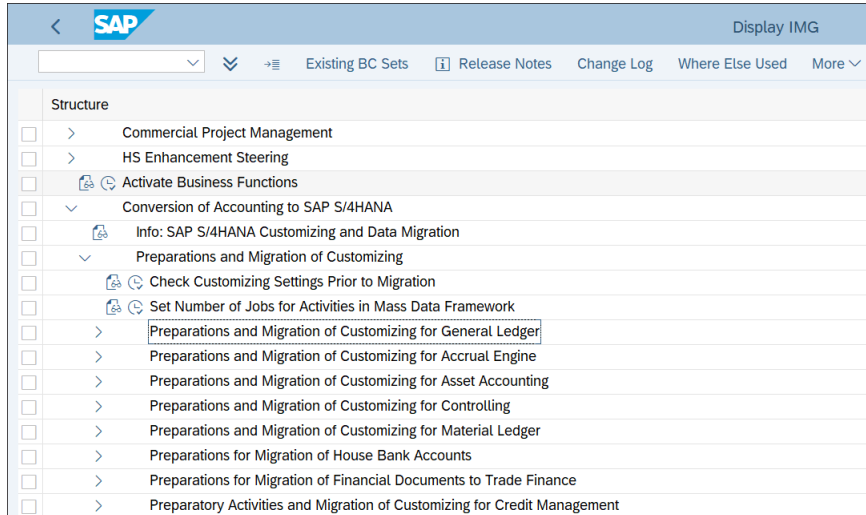 SAP
Display IMG
Existing BC Sets Release Notes Change Log Where Else Used More
Structure
Commercial Project Management
HS Enhancement Steering
Activate Business Functions
Conversion of Accounting to SAP S/4HANA
Info: SAP S/4HANA Customizing and Data Migration
Preparations and Migration of Customizing
Check Customizing Settings Prior to Migration
Set Number of Jobs for Activities in Mass Data Framework
Preparations and Migration of Customizing for General Ledger
Preparations and Migration of Customizing for Accrual Engine
Preparations and Migration of Customizing for Asset Accounting
Preparations and Migration of Customizing for Controlling
Preparations and Migration of Customizing for Material Ledger
Preparations for Migration of House Bank Accounts
Preparations for Migration of Financial Documents to Trade Finance
Preparatory Activities and Migration of Customizing for Credit Management